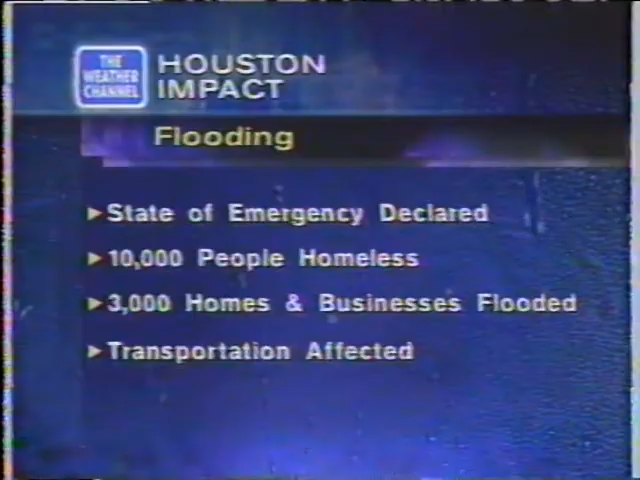 THE
WEATHER
CHANNEL
HOUSTON
IMPACT
Flooding
►State of Emergency Declared
►10,000 People Homeless
►3,000 Homes & Businesses Flooded
►Transportation Affected